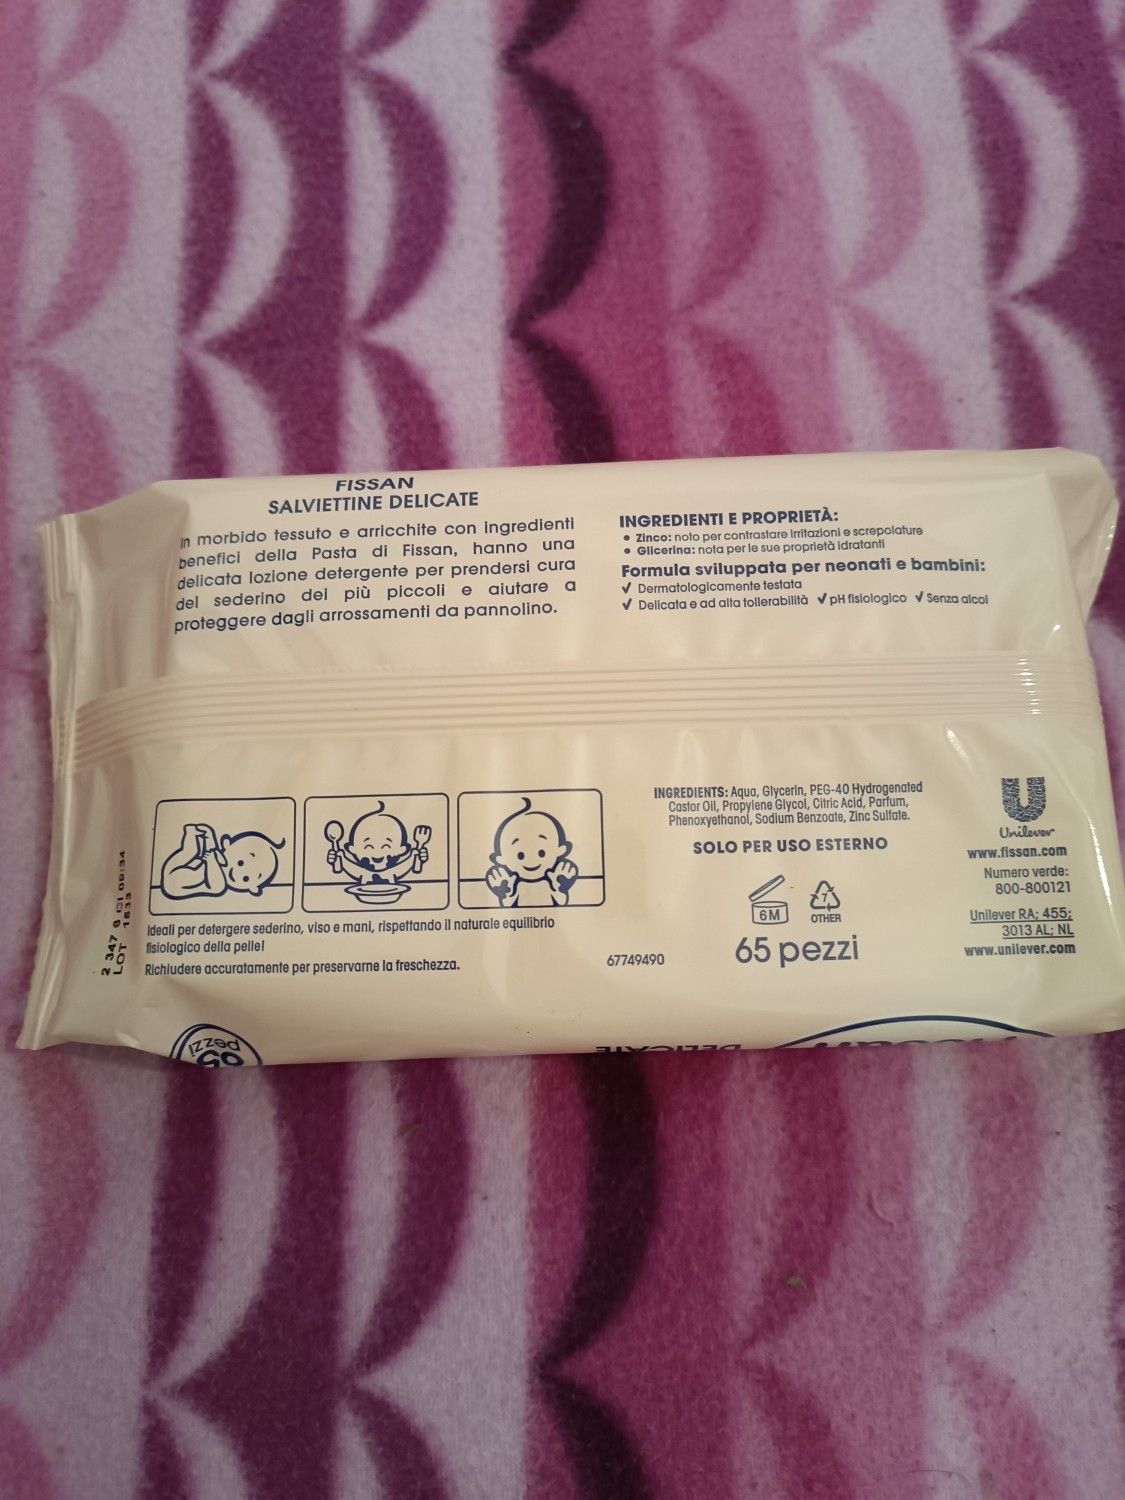 FISSAN
SALVIETTINE DELICATE
In morbido tessuto e arricchite con ingredienti
benefici della Pasta di Fissan, hanno una
delicata lozione detergente per prendersi cura
del sederino dei più piccoli e aiutare a
proteggere dagli arrossamenti da pannolino.
INGREDIENTI E PROPRIETÀ:
• Zinco: noto per contrastare irritazioni e screpolature
• Glicerina: nota per le sue proprietà idratanti
Formula sviluppata per neonati e bambini:
✓ Dermatologicamente testata
✓ Delicata e ad alta tollerabilità ✓ pH fisiologico ✓ Senza alcol
Ideali per detergere sederino, viso e mani, rispettando il naturale equilibrio
fisiologico della pelle!
Richiudere accuratamente per preservarne la freschezza.
67749490
INGREDIENTS: Aqua, Glycerin, PEG-40 Hydrogenated
Castor Oil, Propylene Glycol, Citric Acid, Parfum,
Phenoxyethanol, Sodium Benzoate, Zinc Sulfate.
SOLO PER USO ESTERNO
6M
7
OTHER
65 pezzi
Unilever
www.fissan.com
Numero verde:
800-800121
Unilever RA; 455;
3013 AL; NL
www.unilever.com
LOT 1833
65
pezzi
DELICATE